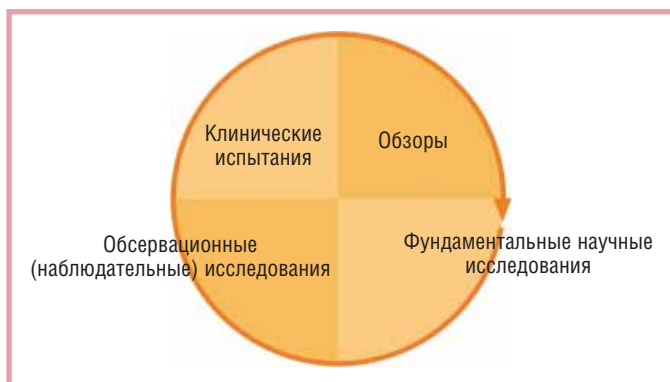 Клинические
испытания
Обзоры
Обсервационные
(наблюдательные) исследования
Фундаментальные научные
исследования